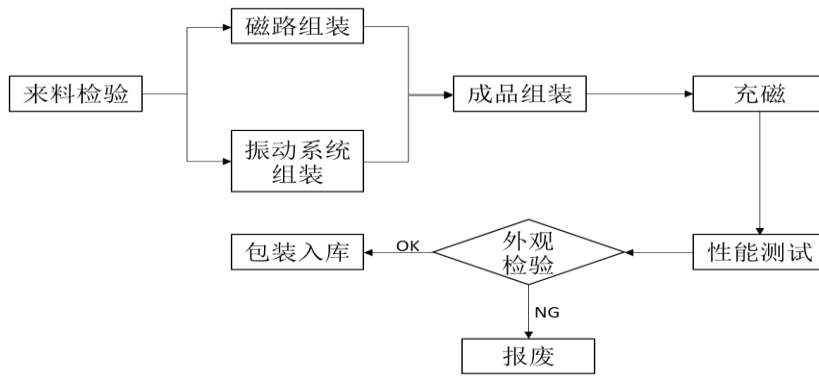 磁路组装
来料检验
成品组装
充磁
振动系统
组装
包装入库
OK
外观
检验
性能测试
NG
报废